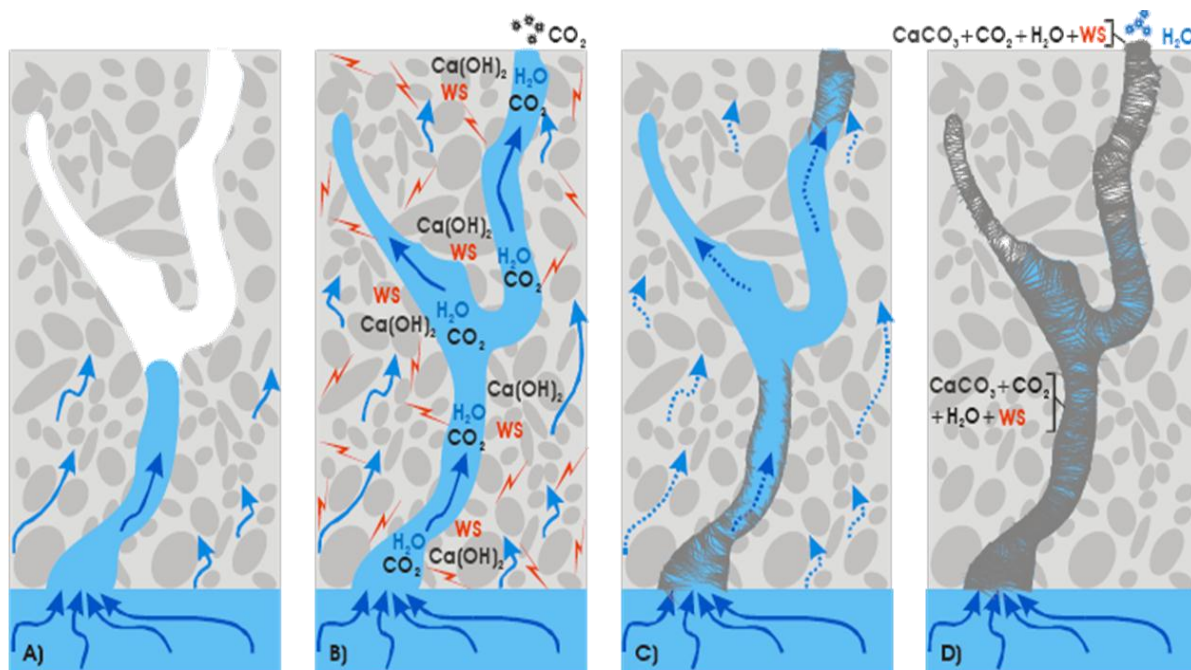 CO₂
Ca(OH)₂
WS
H₂O
CO₂
Ca(OH)₂
WS
H₂O
CO₂
WS
Ca(OH)₂
H₂O
CO₂
Ca(OH)₂
H₂O
CO₂
WS
WS
H₂O
CO₂
Ca(OH)₂
CaCO₃+CO₂+H₂O+WS
H₂O
CaCO₃+CO₂
+H₂O+WS
A)
B)
C)
D)